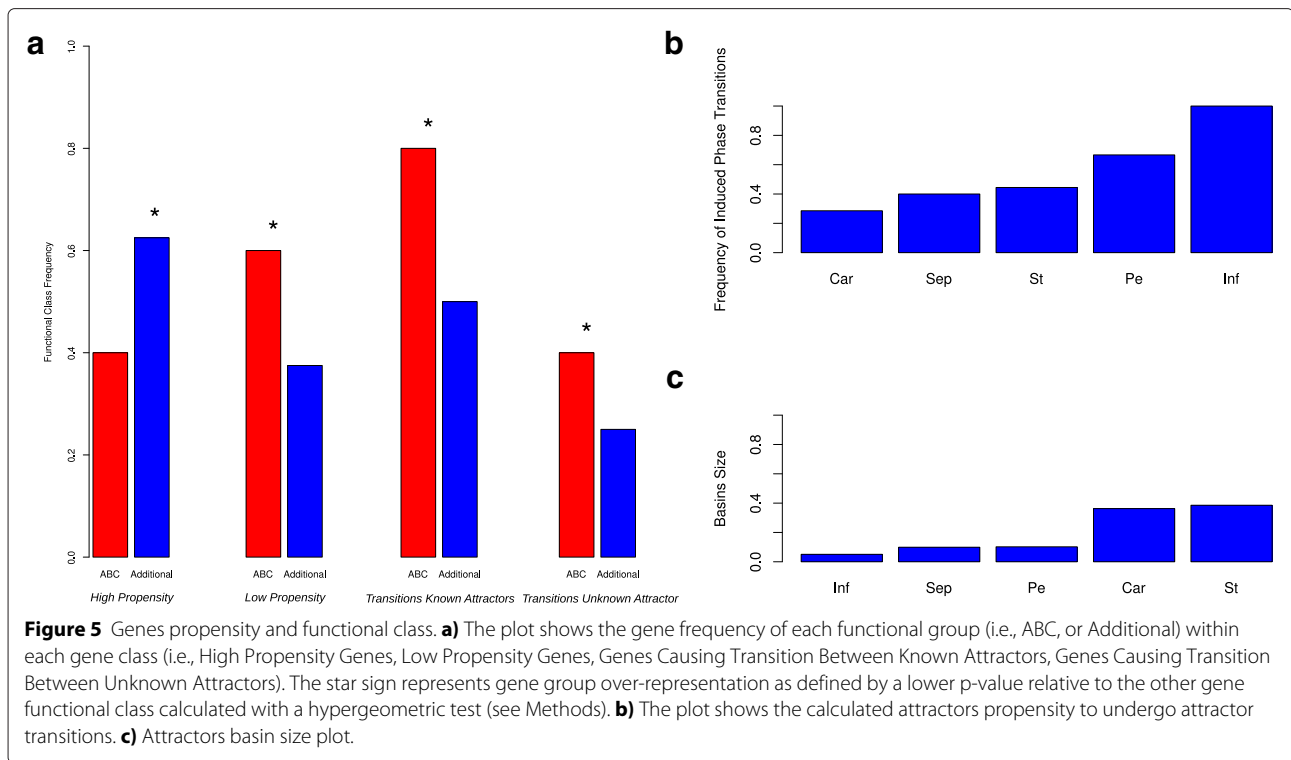 a
Functional Class Frequency
1.0
0.8
0.6
0.4
0.2
0.0
*
*
*
*
ABC Additional
ABC Additional
ABC Additional
ABC Additional
High Propensity
Low Propensity
Transitions Known Attractors
Transitions Unknown Attractor
b
Frequency of Induced Phase Transitions
0.8
0.4
0.0
Car Sep St Pe Inf
c
Basins Size
0.8
0.4
0.0
Inf Sep Pe Car St
Figure 5 Genes propensity and functional class. a) The plot shows the gene frequency of each functional group (i.e., ABC, or Additional) within
each gene class (i.e., High Propensity Genes, Low Propensity Genes, Genes Causing Transition Between Known Attractors, Genes Causing Transition
Between Unknown Attractors). The star sign represents gene group over-representation as defined by a lower p-value relative to the other gene
functional class calculated with a hypergeometric test (see Methods). b) The plot shows the calculated attractors propensity to undergo attractor
transitions. c) Attractors basin size plot.